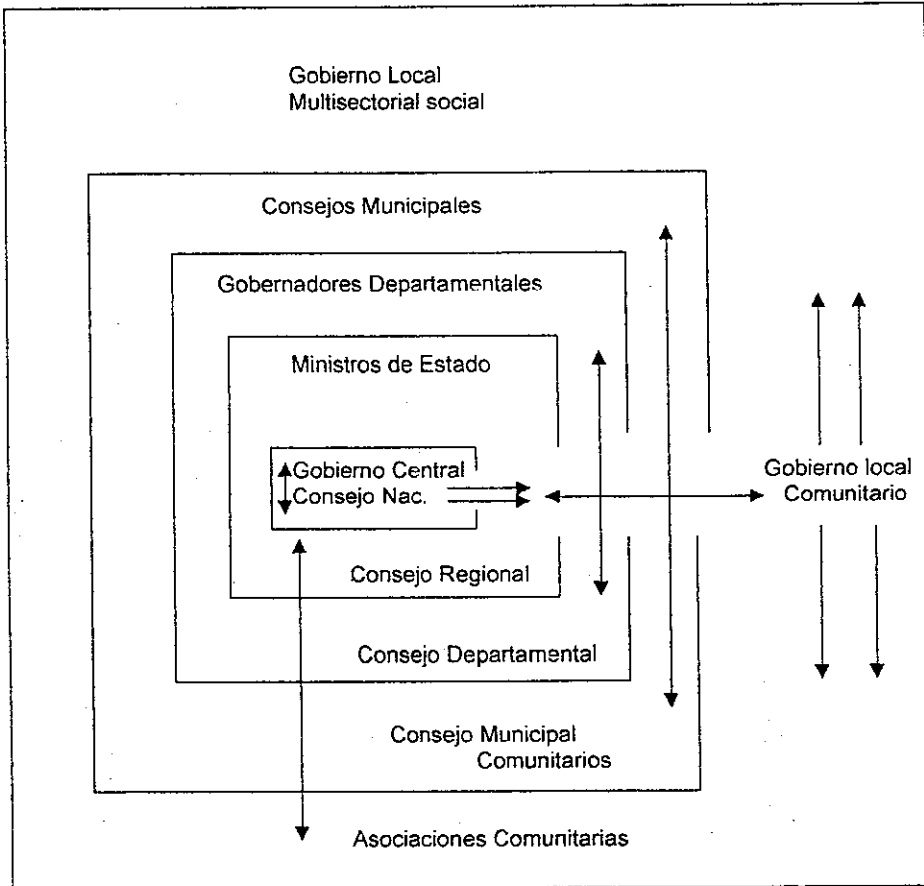 Gobierno Local
Multisectorial social
Consejos Municipales
Gobernadores Departamentales
Ministros de Estado
Gobierno Central
Consejo Nac.
Gobierno local
Comunitario
Consejo Regional
Consejo Departamental
Consejo Municipal
Comunitarios
Asociaciones Comunitarias